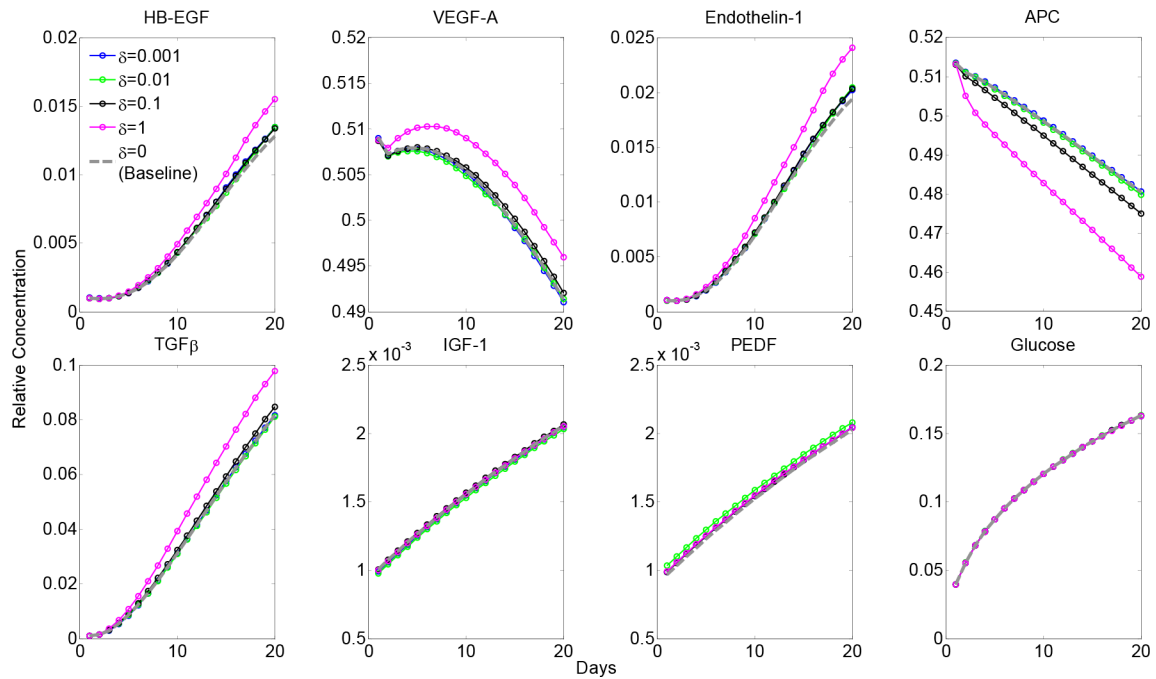 HB-EGF
VEGF-A
Endothelin-1
APC
0.02
0.015
0.01
0.005
0
0 10 20
δ=0.001
δ=0.01
δ=0.1
δ=1
δ=0
(Baseline)
0.52
0.515
0.51
0.505
0.5
0.495
0.49
0 10 20
0.025
0.02
0.015
0.01
0.005
0
0 10 20
0.52
0.51
0.5
0.49
0.48
0.47
0.46
0.45
0 10 20
Relative Concentration
TGFβ
IGF-1
PEDF
Glucose
0.1
0.08
0.06
0.04
0.02
0
0 10 20
x 10⁻³
2.5
2
1.5
1
0.5
0 10 20
x 10⁻³
2.5
2
1.5
1
0.5
0 10 20
0.2
0.15
0.1
0.05
0
0 10 20
Days